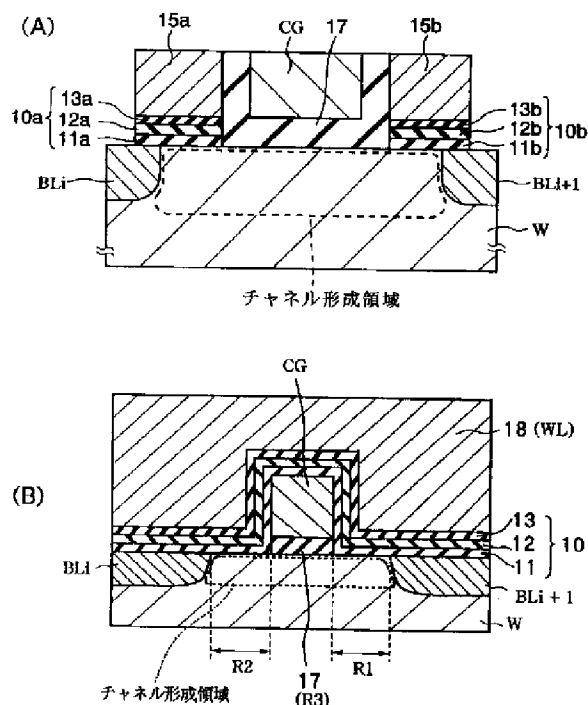 (A)
15a
CG
17
15b
10a
13a
12a
11a
13b
12b
11b
10b
BLi
BLi+1
W
チャネル形成領域
(B)
CG
18 (WL)
13
12
11
10
BLi
BLi + 1
W
R2
R1
17
(R3)
チャネル形成領域